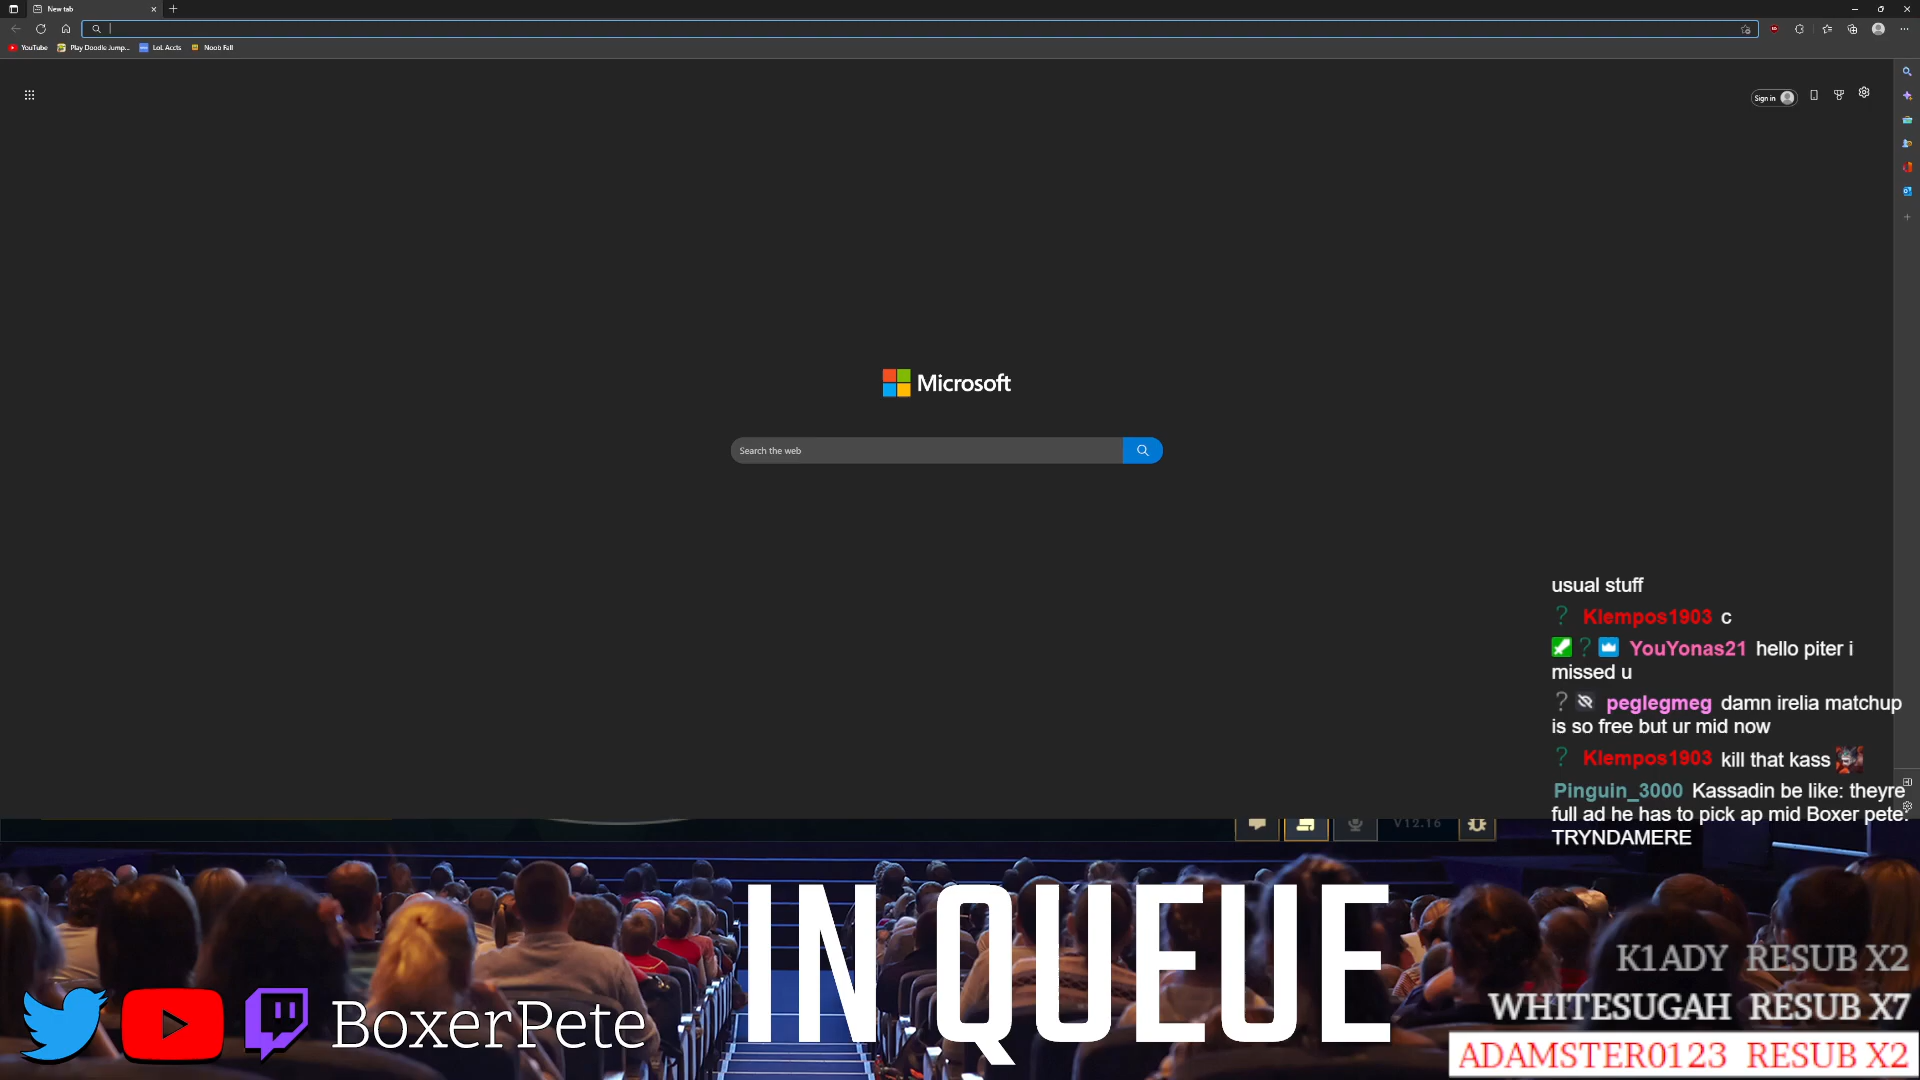 New tab
YouTube
Play Doodle Jump...
LoL Accts
Noob Fall
Sign in
Microsoft
Search the web
usual stuff
? Klempos1903 c
? YouYonas21 hello piter i
missed u
? peglegmeg damn irelia matchup
is so free but ur mid now
? Klempos1903 kill that kass
Pinguin_3000 Kassadin be like: theyre
full ad he has to pick ap mid Boxer pete:
TRYNDAMERE
V12.16
IN QUEUE
BoxerPete
K1ADY RESUB X2
WHITESUGAH RESUB X7
ADAMSTER0123 RESUB X2